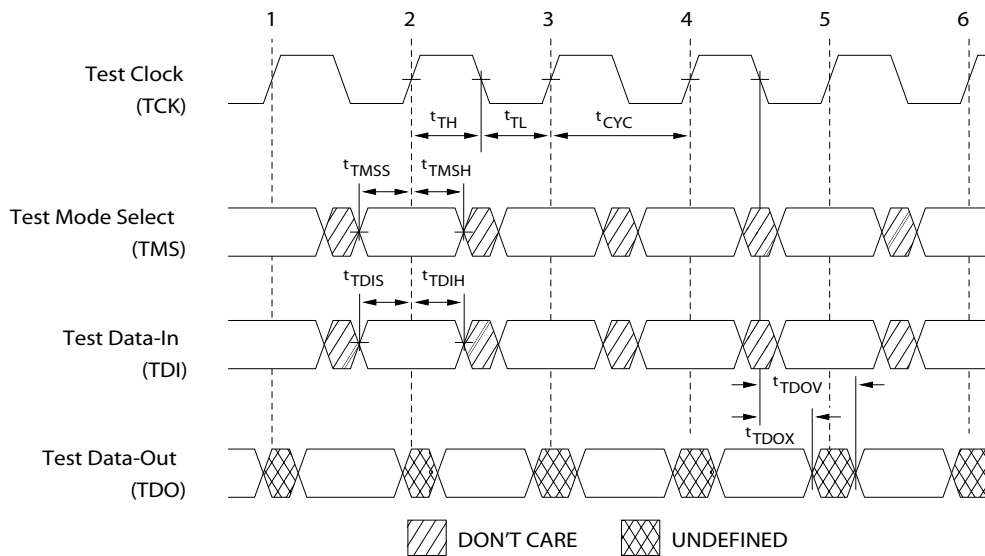 1 2 3 4 5 6
Test Clock
(TCK)
tTH tTL tCYC
tTMSS tTMSH
Test Mode Select
(TMS)
tTDIS tTDIH
Test Data-In
(TDI)
tTDOV
tTDOX
Test Data-Out
(TDO)
DON'T CARE UNDEFINED